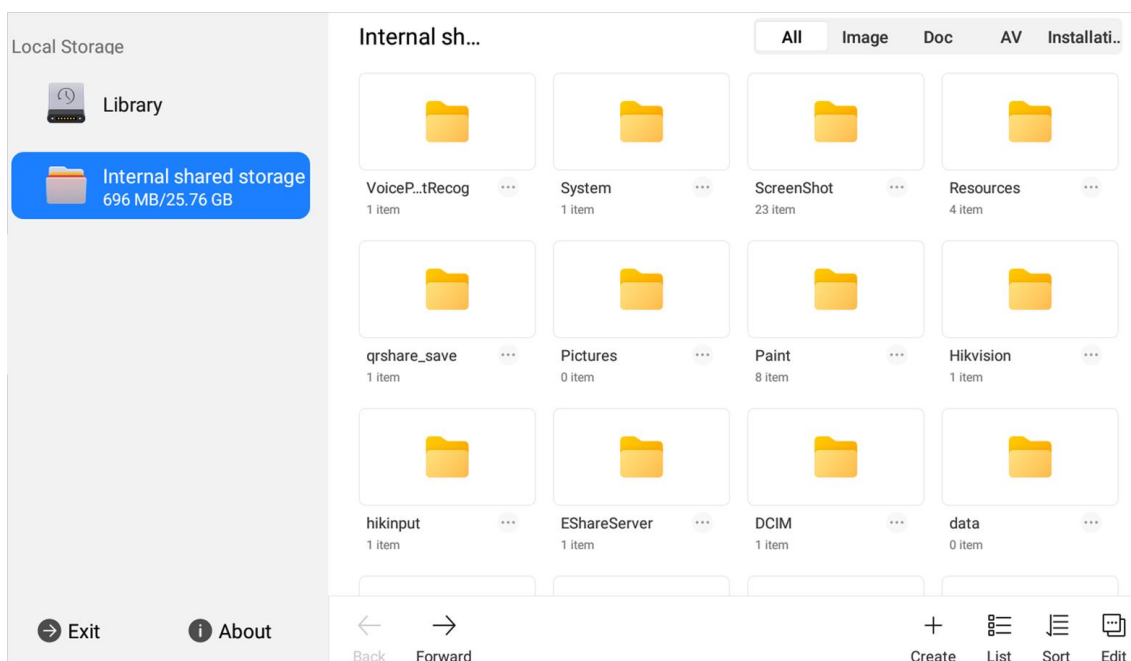 Local Storage
Library
Internal shared storage
696 MB/25.76 GB
Exit
About
Internal sh...
All Image Doc AV Installati..
VoiceP...tRecog
1 item
System
1 item
ScreenShot
23 item
Resources
4 item
qrshare_save
1 item
Pictures
0 item
Paint
8 item
Hikvision
1 item
hikinput
1 item
EShareServer
1 item
DCIM
1 item
data
0 item
Back
Forward
Create
List
Sort
Edit